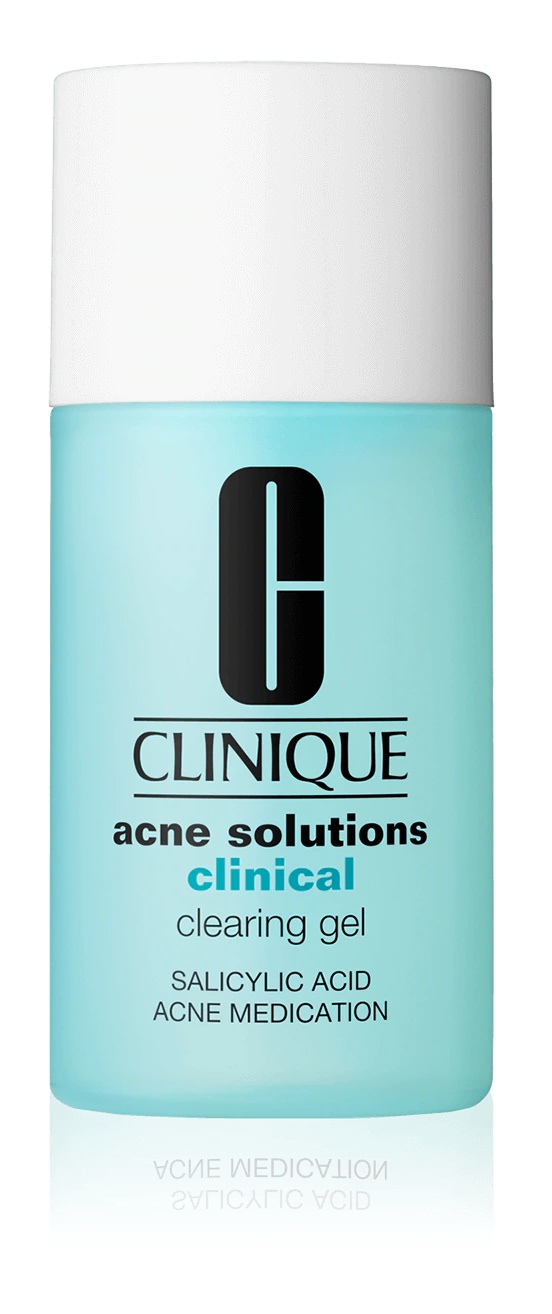 C
CLINIQUE
acne solutions
clinical
clearing gel
SALICYLIC ACID
ACNE MEDICATION